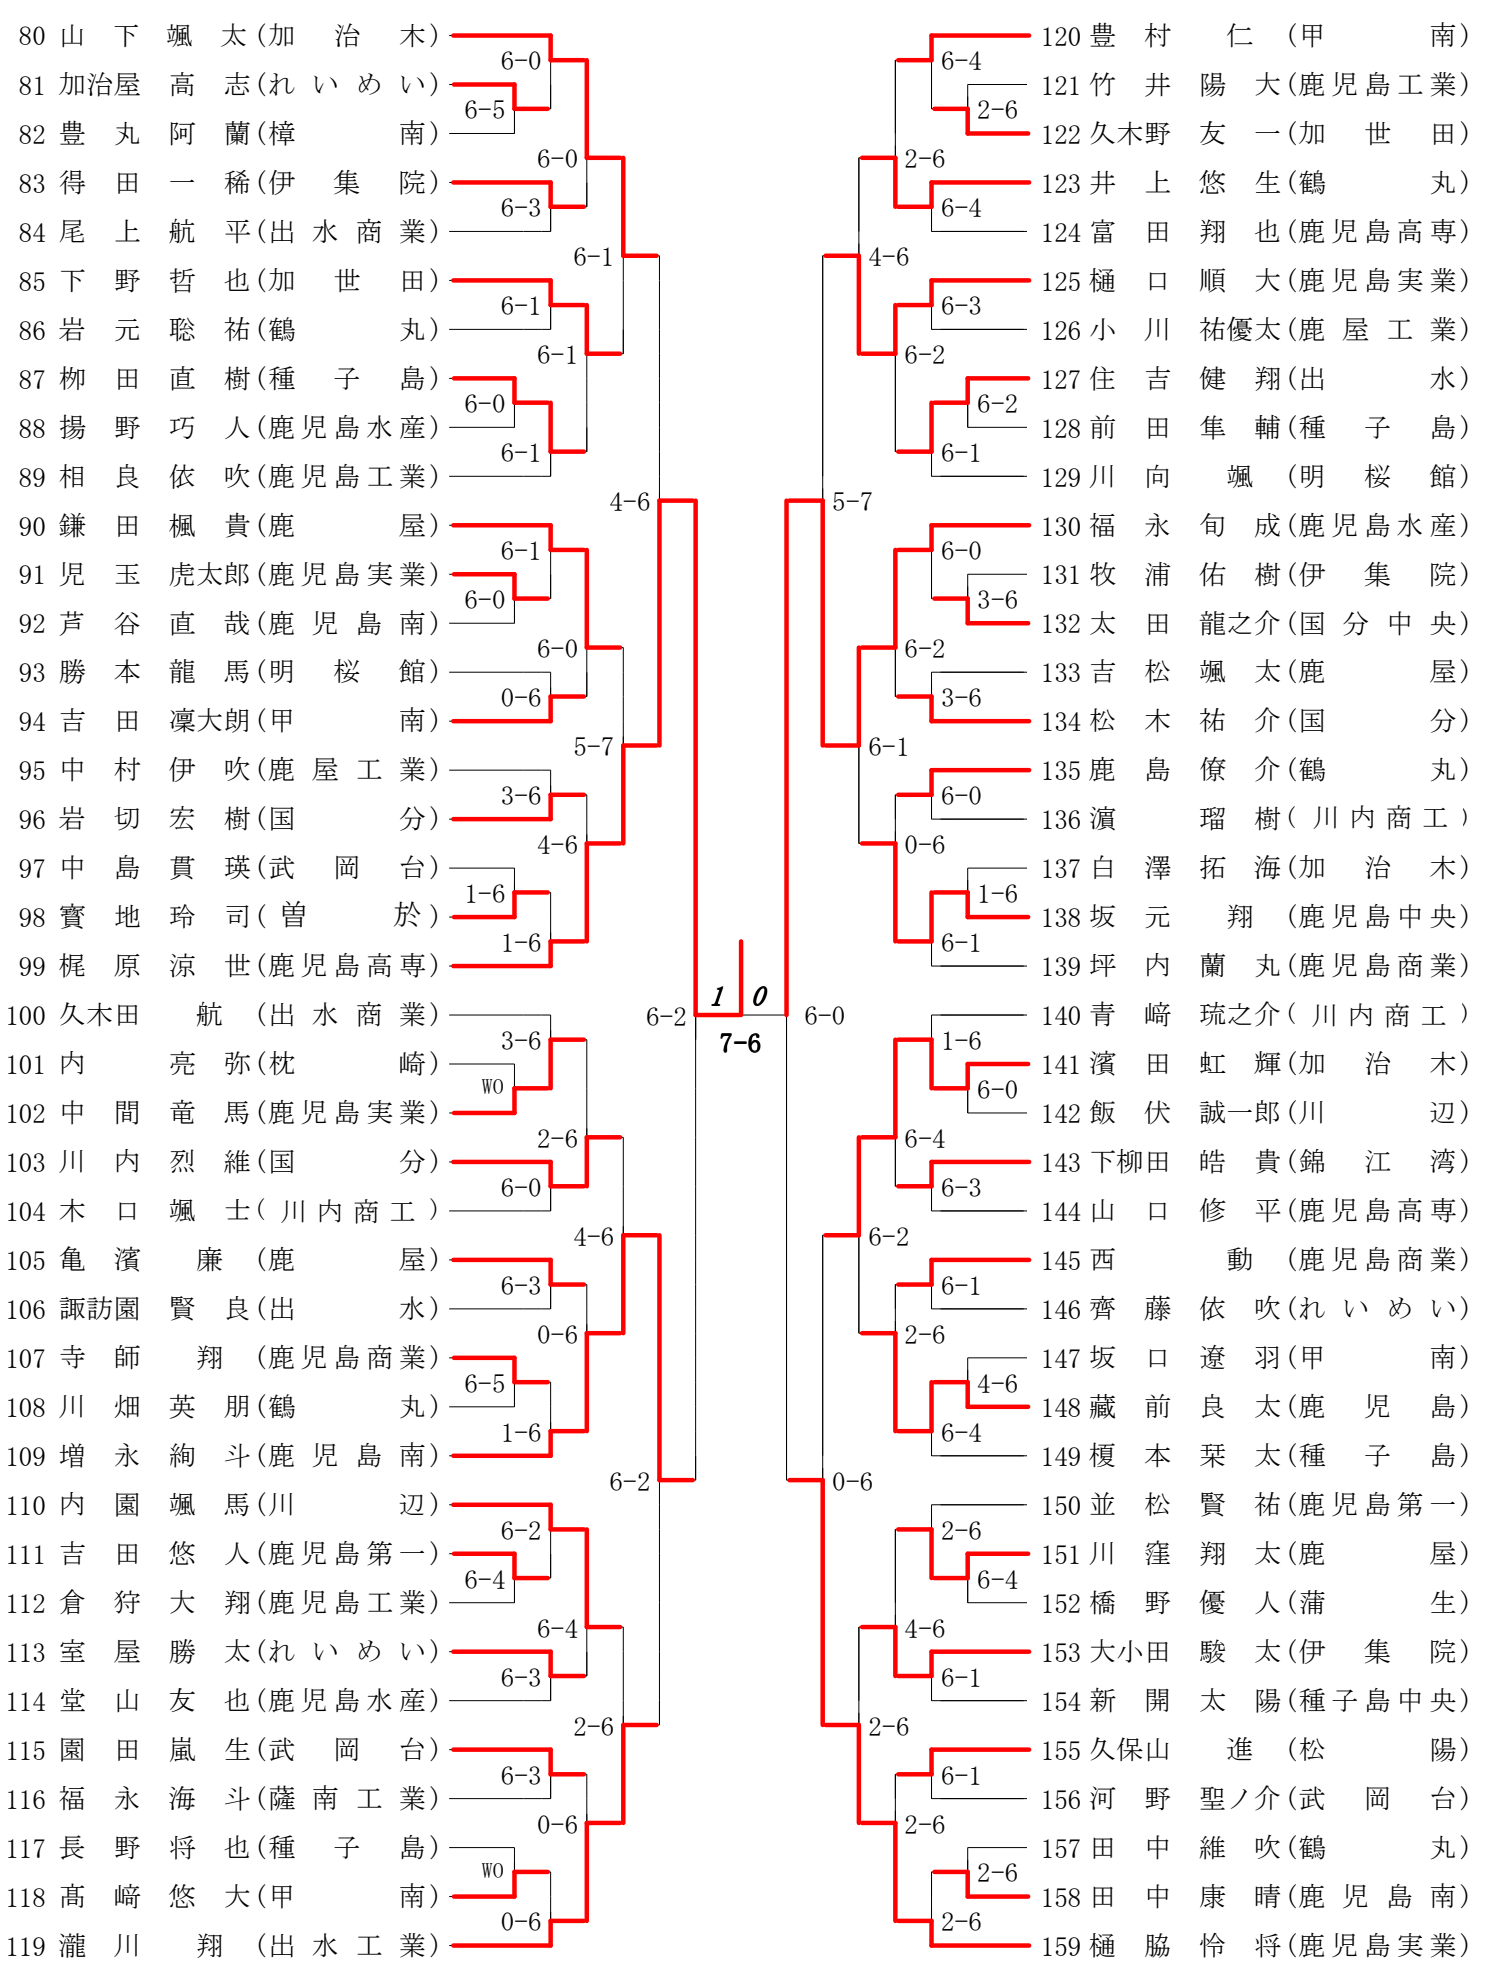 80 山下 颯太 (加治木)
6-0
81 加治屋 高志 (れいめい)
6-5
82 豊丸 阿蘭 (樟南)
6-0
83 得田 一稀 (伊集院)
6-3
84 尾上 航平 (出水商業)
6-1
85 下野 哲也 (加世田)
6-1
86 岩元 聡祐 (鶴丸)
6-1
87 栁田 直樹 (種子島)
6-0
88 揚野 巧人 (鹿児島水産)
6-1
89 相良 依吹 (鹿児島工業)
4-6
90 鎌田 楓貴 (鹿屋)
6-1
91 児玉 虎太郎 (鹿児島実業)
6-0
92 芦谷 直哉 (鹿児島南)
6-0
93 勝本 龍馬 (明桜館)
0-6
94 吉田 凜大朗 (甲南)
5-7
95 中村 伊吹 (鹿屋工業)
3-6
96 岩切 宏樹 (国分)
4-6
97 中島 貫瑛 (武岡台)
1-6
98 寳地 玲司 (曽於)
1-6
99 梶原 涼世 (鹿児島高専)
6-2
100 久木田 航 (出水商業)
3-6
101 内 亮弥 (枕崎)
WO
102 中間 竜馬 (鹿児島実業)
2-6
103 川内 烈維 (国分)
6-0
104 木口 颯士 (川内商工)
4-6
105 亀濱 廉 (鹿屋)
6-3
106 諏訪園 賢良 (出水)
0-6
107 寺師 翔 (鹿児島商業)
6-5
108 川畑 英朋 (鶴丸)
1-6
109 増永 絢斗 (鹿児島南)
6-2
110 内園 颯馬 (川辺)
6-2
111 吉田 悠人 (鹿児島第一)
6-4
112 倉狩 大翔 (鹿児島工業)
6-4
113 室屋 勝太 (れいめい)
6-3
114 堂山 友也 (鹿児島水産)
2-6
115 園田 嵐生 (武岡台)
6-3
116 福永 海斗 (薩南工業)
0-6
117 長野 将也 (種子島)
WO
118 髙﨑 悠大 (甲南)
0-6
119 瀧川 翔 (出水工業)
1 0
7-6
120 豊村 仁 (甲南)
6-4
121 竹井 陽大 (鹿児島工業)
2-6
122 久木野 友一 (加世田)
2-6
123 井上 悠生 (鶴丸)
6-4
124 富田 翔也 (鹿児島高専)
4-6
125 樋口 順大 (鹿児島実業)
6-3
126 小川 祐優太 (鹿屋工業)
6-2
127 住吉 健翔 (出水)
6-2
128 前田 隼輔 (種子島)
6-1
129 川向 颯 (明桜館)
5-7
130 福永 旬成 (鹿児島水産)
6-0
131 牧浦 佑樹 (伊集院)
3-6
132 太田 龍之介 (国分中央)
6-2
133 吉松 颯太 (鹿屋)
3-6
134 松木 祐介 (国分)
6-1
135 鹿島 僚介 (鶴丸)
6-0
136 濵 瑠樹 (川内商工)
0-6
137 白澤 拓海 (加治木)
1-6
138 坂元 翔 (鹿児島中央)
6-1
139 坪内 蘭丸 (鹿児島商業)
6-0
140 青﨑 琉之介 (川内商工)
1-6
141 濱田 虹輝 (加治木)
6-0
142 飯伏 誠一郎 (川辺)
6-4
143 下柳田 皓貴 (錦江湾)
6-3
144 山口 修平 (鹿児島高専)
6-2
145 西 動 (鹿児島商業)
6-1
146 齊藤 依吹 (れいめい)
2-6
147 坂口 遼羽 (甲南)
4-6
148 藏前 良太 (鹿児島)
6-4
149 榎本 栞太 (種子島)
0-6
150 並松 賢祐 (鹿児島第一)
2-6
151 川窪 翔太 (鹿屋)
6-4
152 橋野 優人 (蒲生)
4-6
153 大小田 駿太 (伊集院)
6-1
154 新開 太陽 (種子島中央)
2-6
155 久保山 進 (松陽)
6-1
156 河野 聖ノ介 (武岡台)
2-6
157 田中 維吹 (鶴丸)
2-6
158 田中 康晴 (鹿児島南)
2-6
159 樋脇 怜将 (鹿児島実業)